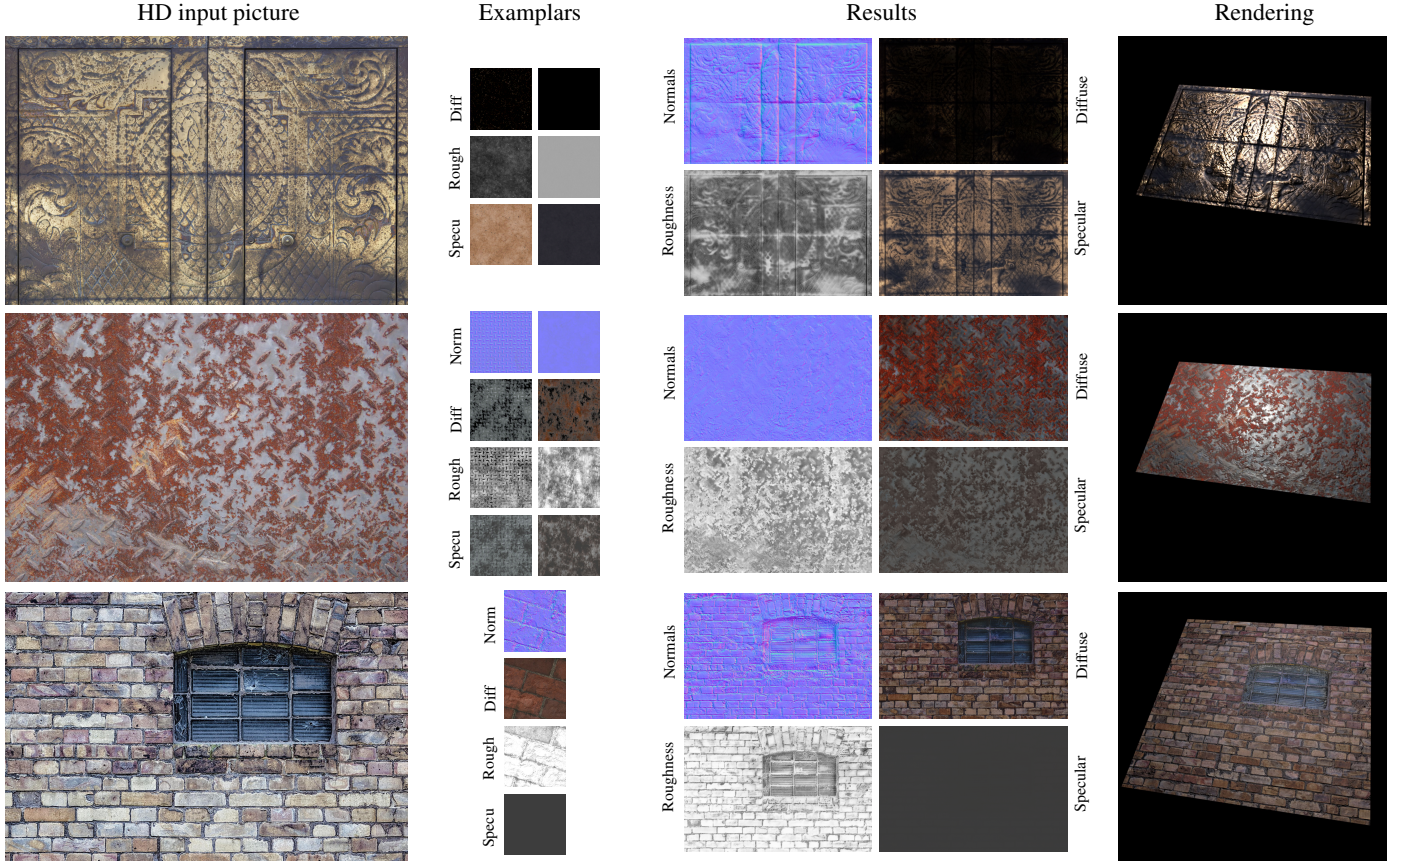 HD input picture
Examplars
Results
Rendering
Diff
Rough
Specu
Normals
Diffuse
Roughness
Specular
Norm
Diff
Rough
Specu
Normals
Diffuse
Roughness
Specular
Norm
Diff
Rough
Specu
Normals
Diffuse
Roughness
Specular